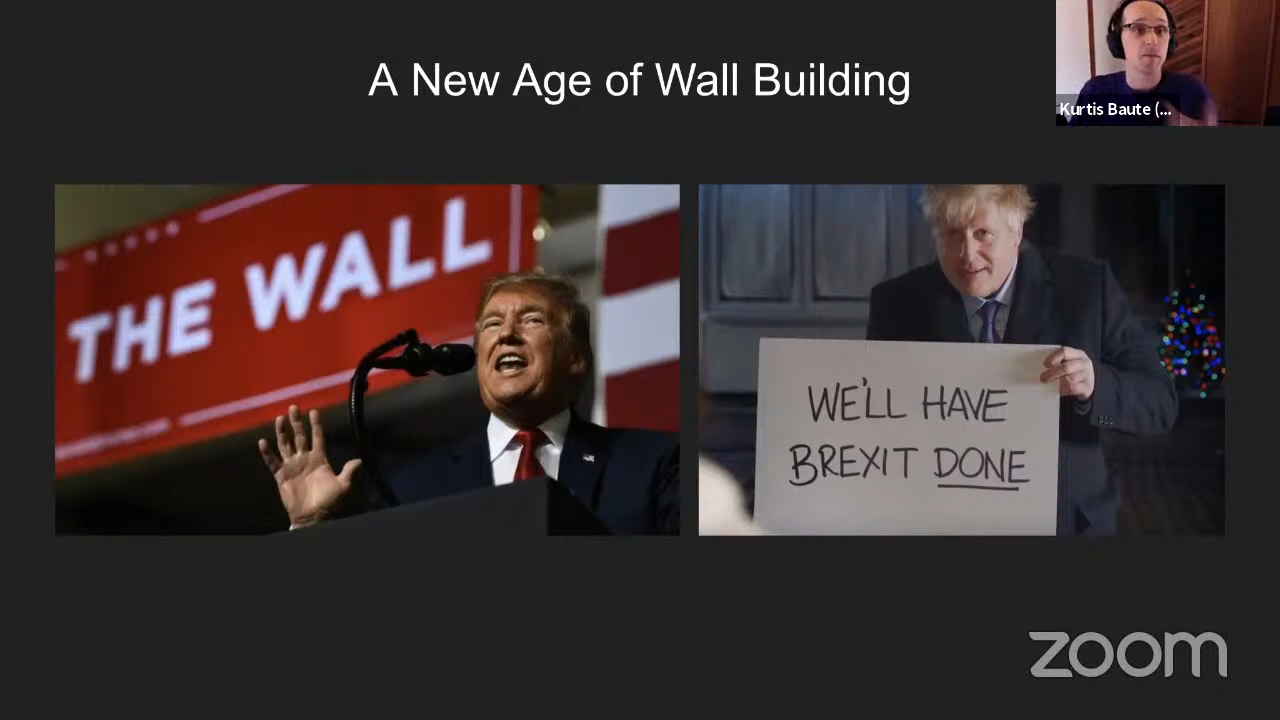 A New Age of Wall Building
Kurtis Baute (...
THE WALL
WE'LL HAVE
BREXIT DONE
zoom